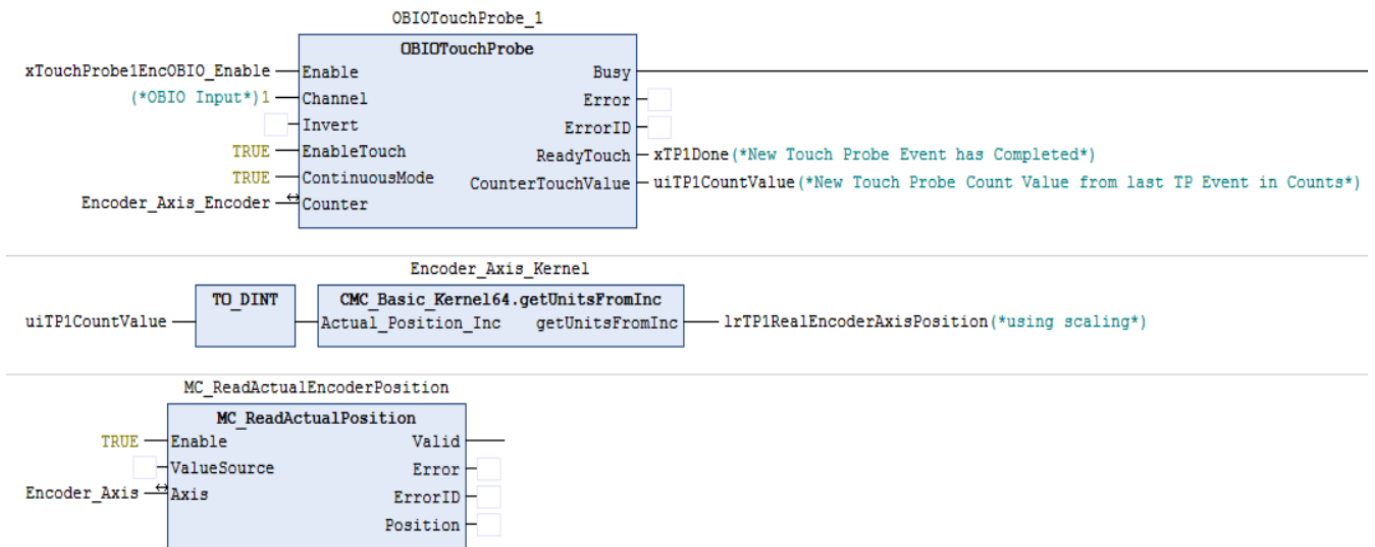 OBIOTouchProbe_1
OBIOTouchProbe
xTouchProbe1EncOBIO_Enable Enable Busy
(*OBIO Input*)1 Channel Error
Invert ErrorID
TRUE EnableTouch ReadyTouch xTP1Done(*New Touch Probe Event has Completed*)
TRUE ContinuousMode CounterTouchValue uiTP1CountValue(*New Touch Probe Count Value from last TP Event in Counts*)
Encoder_Axis_Encoder Counter
Encoder_Axis_Kernel
TO_DINT CMC_Basic_Kernel64.getUnitsFromInc
uiTP1CountValue Actual_Position_Inc getUnitsFromInc lrTP1RealEncoderAxisPosition(*using scaling*)
MC_ReadActualEncoderPosition
MC_ReadActualPosition
TRUE Enable Valid
ValueSource Error
Encoder_Axis Axis ErrorID
Position